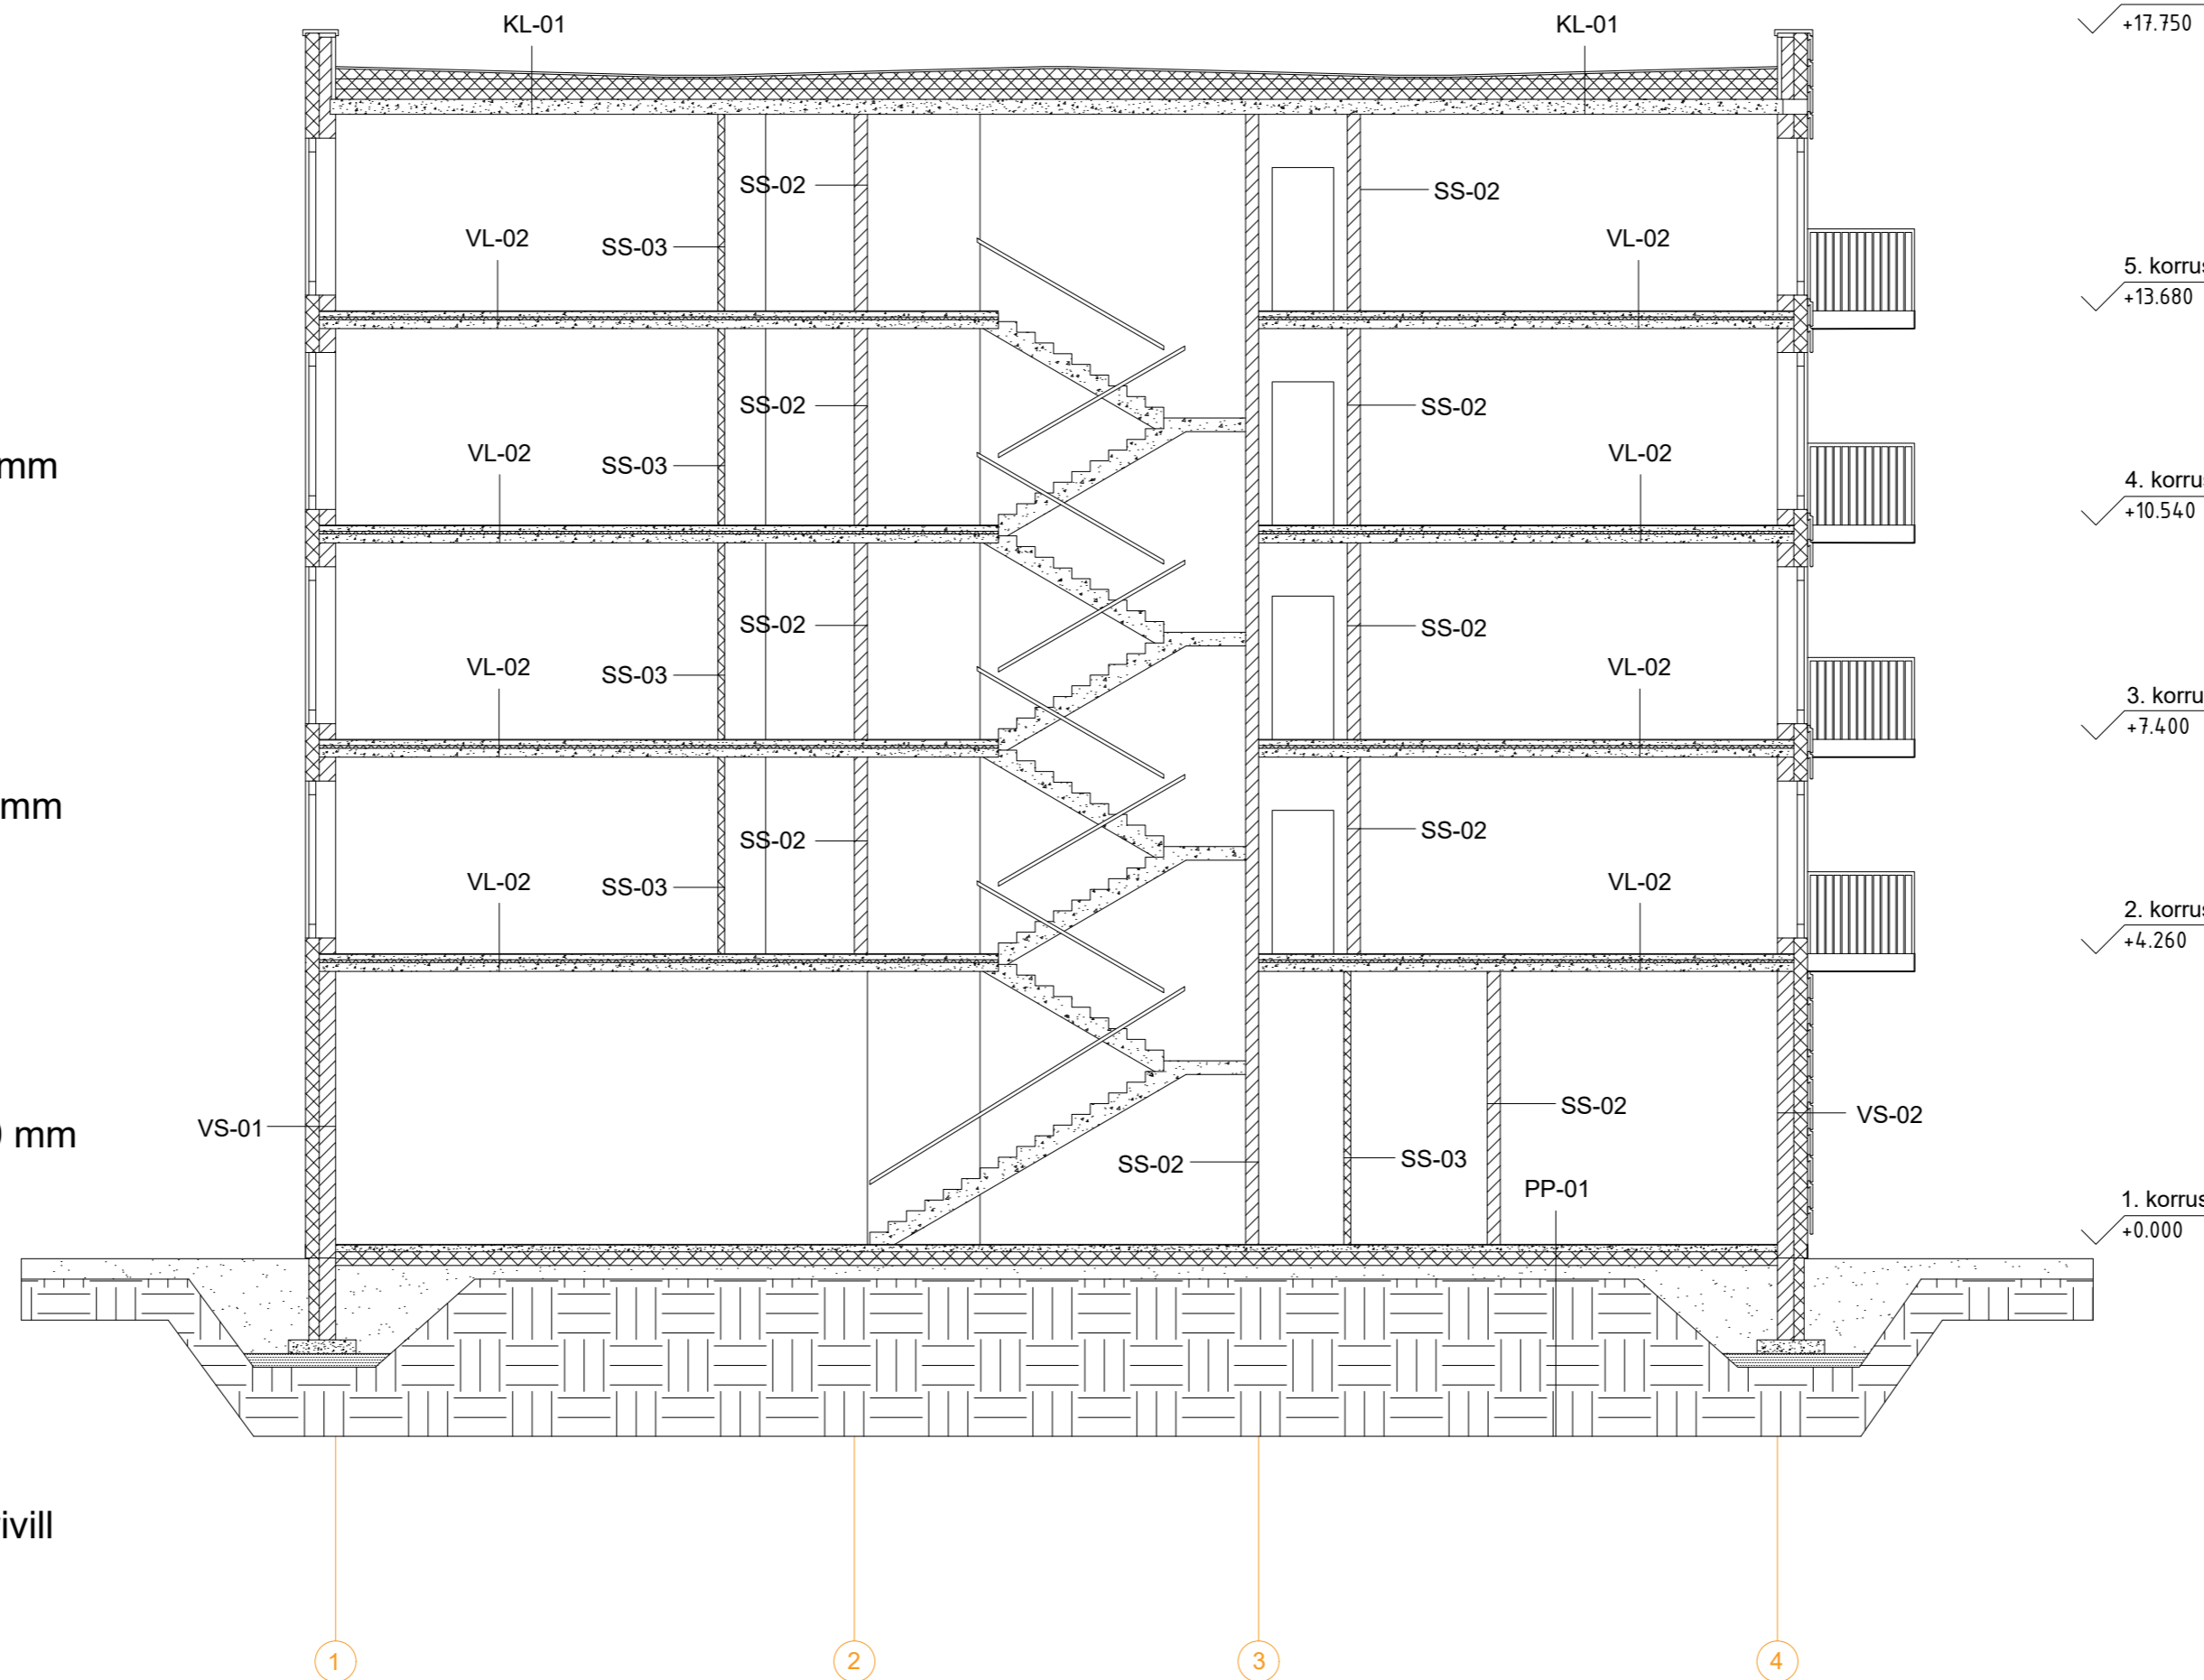 KL-01 KL-01
+17.750
SS-02 SS-02
VL-02 SS-03 VL-02
5. korrus
+13.680
SS-02 SS-02
VL-02 SS-03 VL-02
mm
4. korrus
+10.540
SS-02 SS-02
VL-02 SS-03 VL-02
3. korru
+7.400
mm
SS-02 SS-02
VL-02 SS-03 VL-02
2. korrus
+4.260
VS-01 mm SS-02 VS-02
SS-02 SS-03
PP-01
1. korrus
+0.000
ivill
1 2 3 4